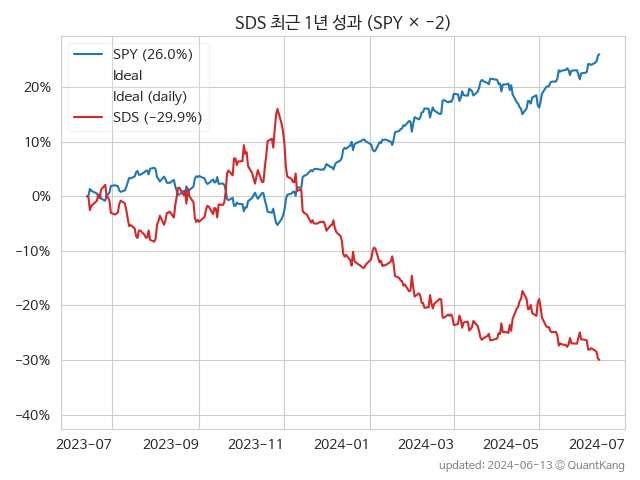 SDS 최근 1년 성과 (SPY × −2)
SPY (26.0%)
Ideal
Ideal (daily)
SDS (−29.9%)
20%
10%
0%
−10%
−20%
−30%
−40%
2023−07 2023−09 2023−11 2024−01 2024−03 2024−05 2024−07
updated: 2024-06-13 © QuantKang